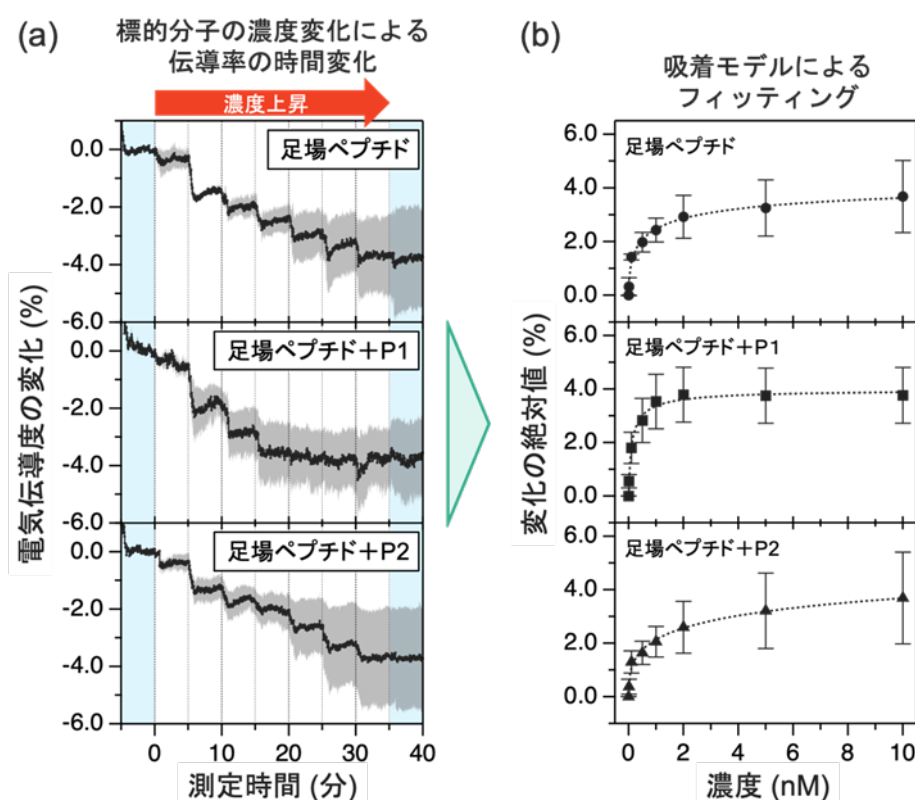 (a)
標的分子の濃度変化による
伝導率の時間変化
濃度上昇
足場ペプチド
0.0
-2.0
-4.0
-6.0
足場ペプチド+P1
0.0
-2.0
-4.0
-6.0
足場ペプチド+P2
0.0
-2.0
-4.0
-6.0
電気伝導度の変化 (%)
0 10 20 30 40
測定時間 (分)
(b)
吸着モデルによる
フィッティング
足場ペプチド
6.0
4.0
2.0
0.0
足場ペプチド+P1
6.0
4.0
2.0
0.0
足場ペプチド+P2
6.0
4.0
2.0
0.0
変化の絶対値 (%)
0 2 4 6 8 10
濃度 (nM)